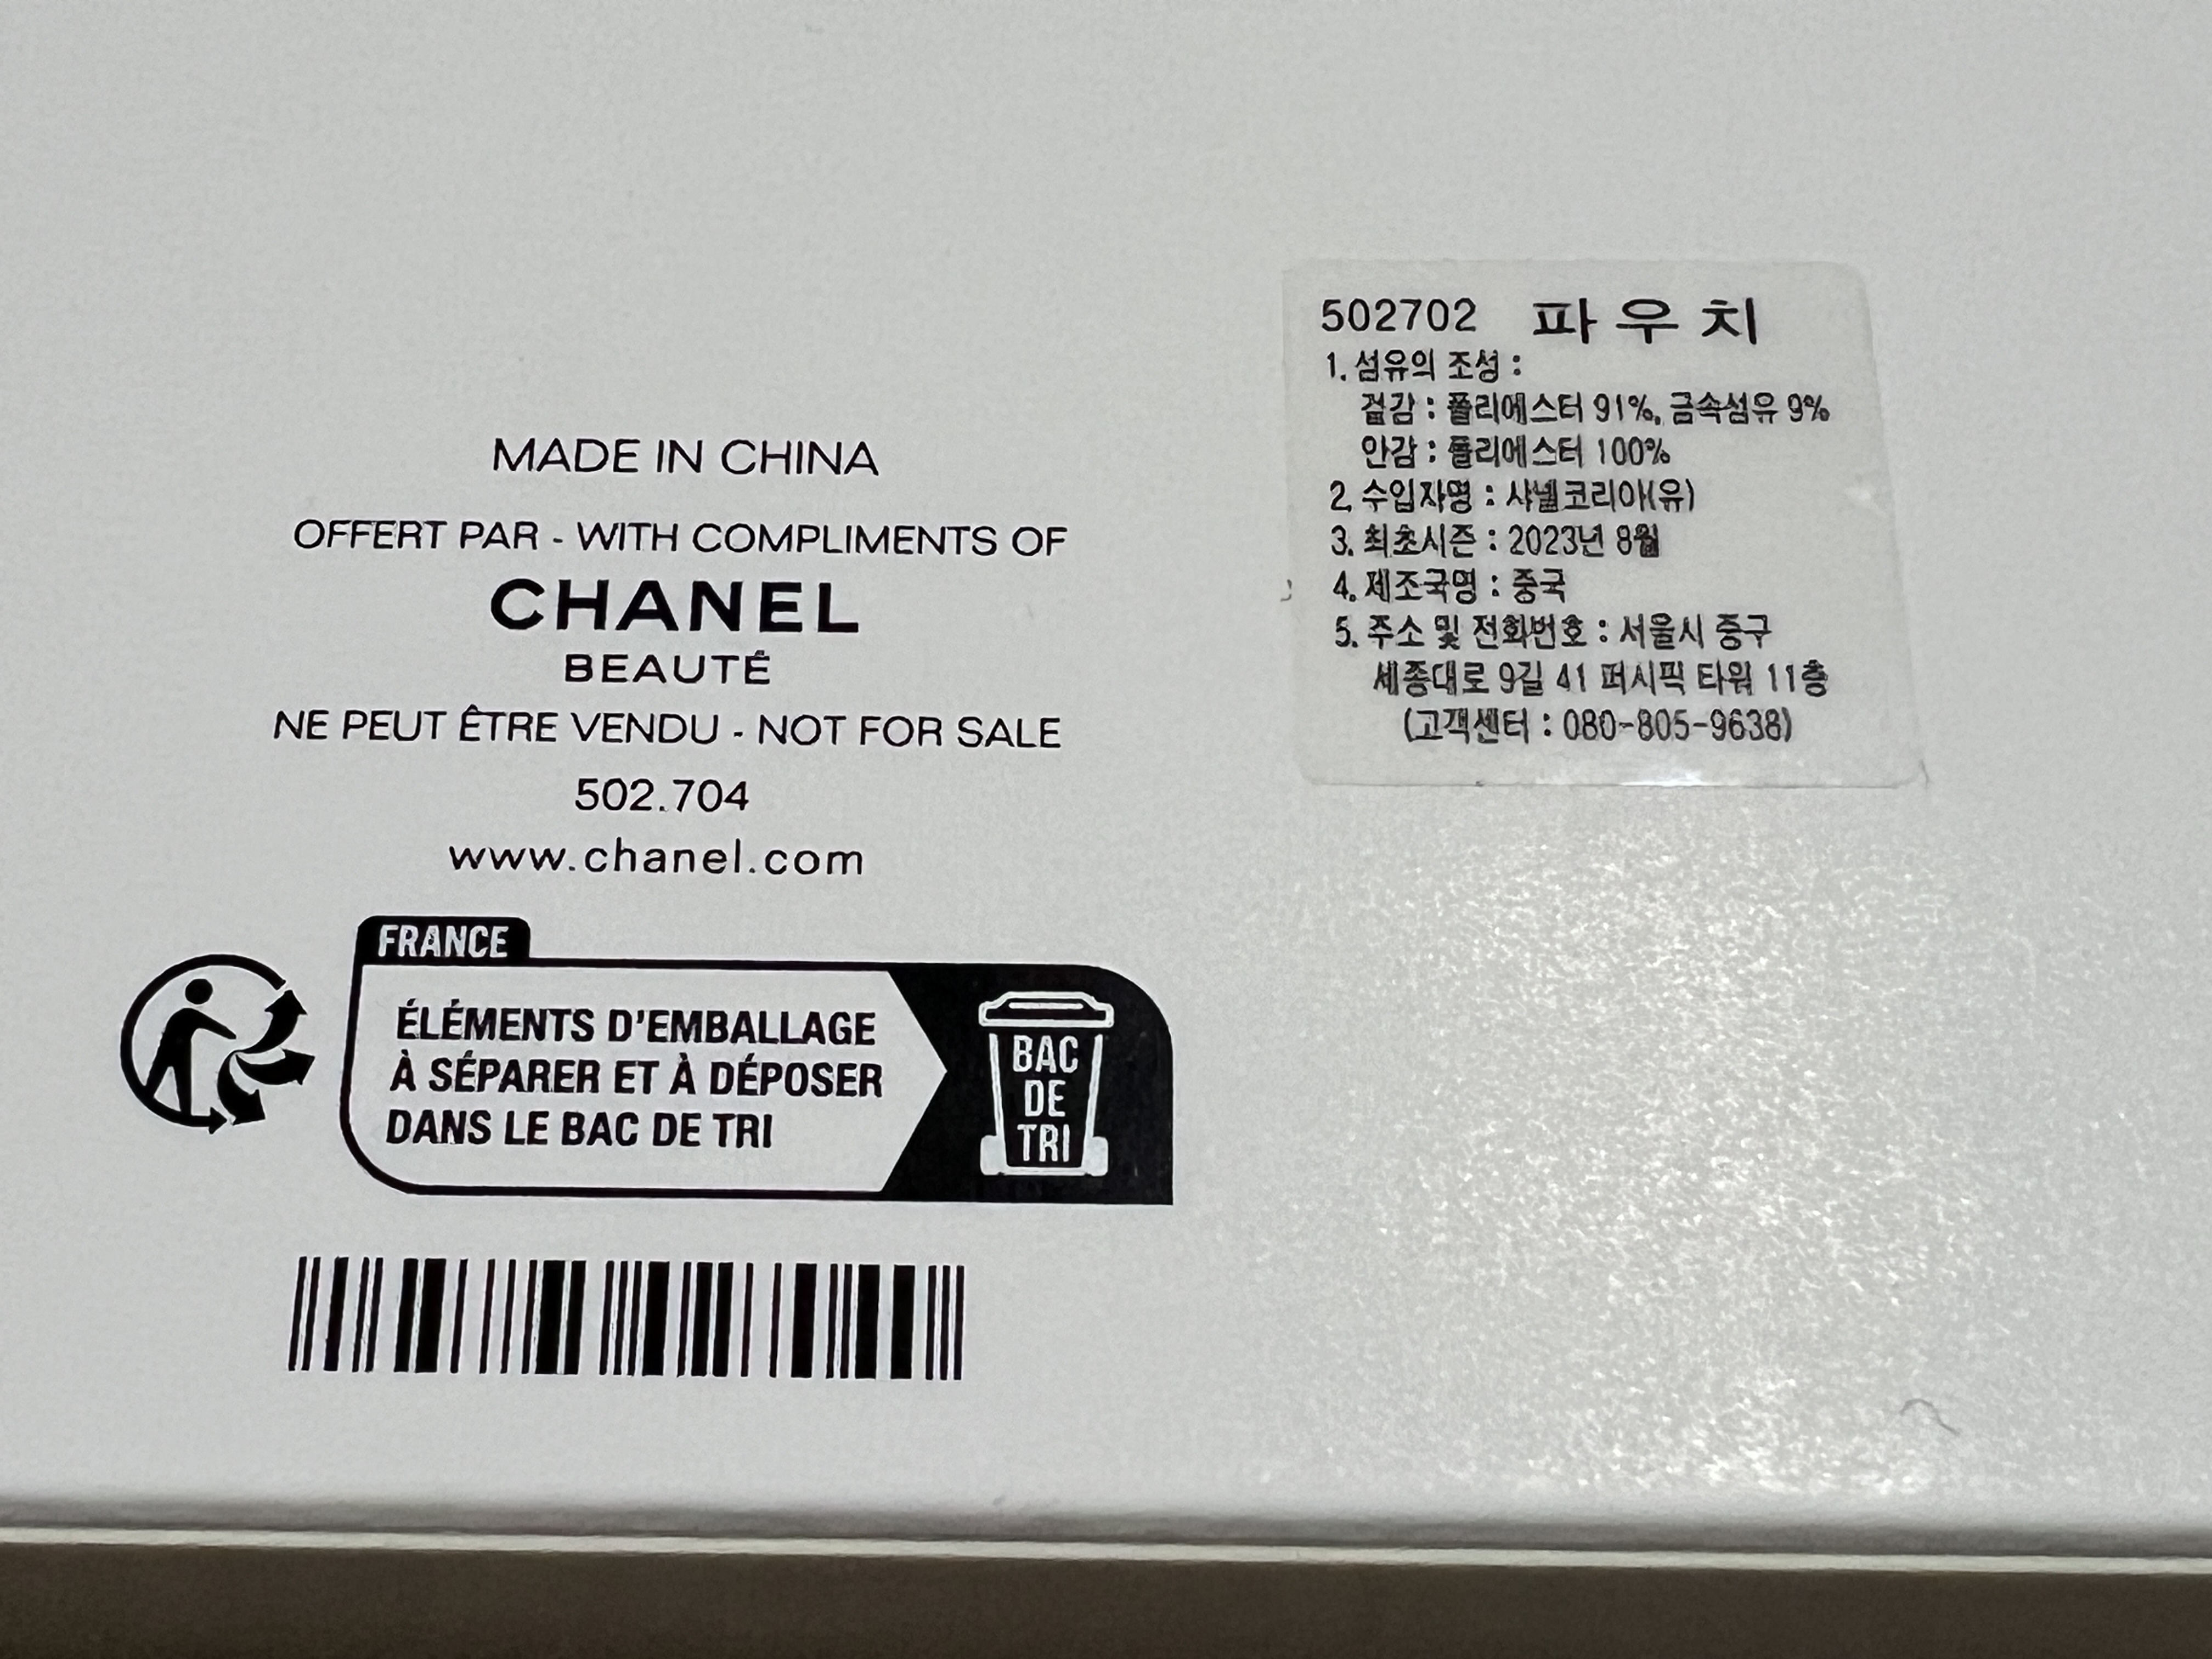 MADE IN CHINA
OFFERT PAR - WITH COMPLIMENTS OF
CHANEL
BEAUTÉ
NE PEUT ÊTRE VENDU - NOT FOR SALE
502.704
www.chanel.com
FRANCE
ÉLÉMENTS D'EMBALLAGE
À SÉPARER ET À DÉPOSER
DANS LE BAC DE TRI
BAC
DE
TRI
502702 파우치
1. 섬유의 조성 :
겉감 : 폴리에스터 91%, 금속섬유 9%
안감 : 폴리에스터 100%
2. 수입자명 : 샤넬코리아(유)
3. 최초시즌 : 2023년 8월
4. 제조국명 : 중국
5. 주소 및 전화번호 : 서울시 중구
세종대로 9길 41 퍼시픽 타워 11층
(고객센터 : 080-805-9638)